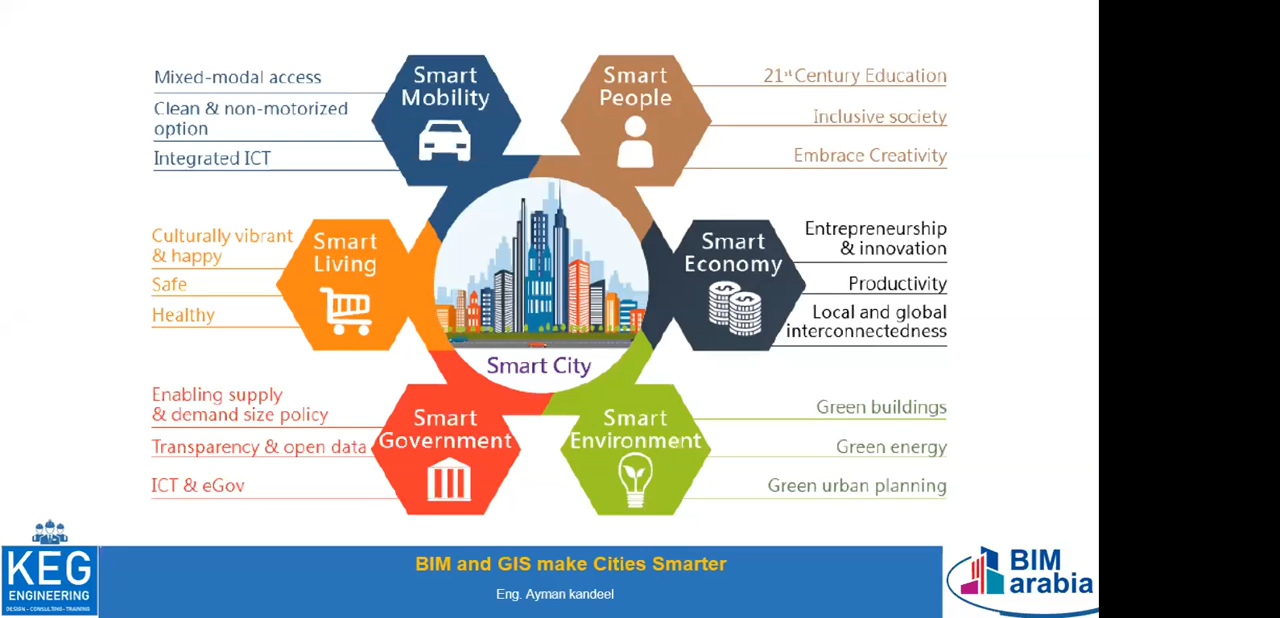 Smart
Mobility
Mixed-modal access
Clean & non-motorized
option
Integrated ICT
Smart
People
21st Century Education
Inclusive society
Embrace Creativity
Smart
Living
Culturally vibrant
& happy
Safe
Healthy
Smart
Economy
Entrepreneurship
& innovation
Productivity
Local and global
interconnectedness
Smart City
Smart
Government
Enabling supply
& demand size policy
Transparency & open data
ICT & eGov
Smart
Environment
Green buildings
Green energy
Green urban planning
KEG
ENGINEERING
DESIGN - CONSULTING - TRAINING
BIM and GIS make Cities Smarter
Eng. Ayman kandeel
BIM
arabia